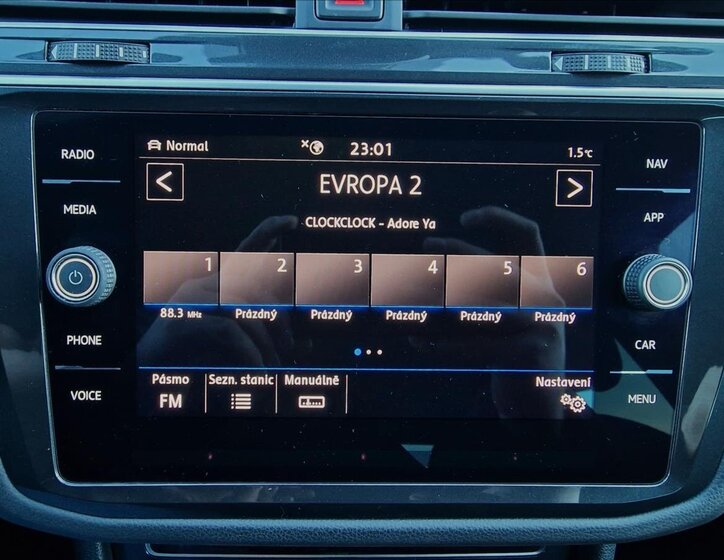 RADIO
MEDIA
PHONE
VOICE
Normal
23:01
1.5°C
EVROPA 2
CLOCKCLOCK - Adore Ya
1 2 3 4 5 6
88.3 MHz Prázdný Prázdný Prázdný Prázdný Prázdný
Pásmo Sezn. stanic Manuálně Nastavení
FM
NAV
APP
CAR
MENU